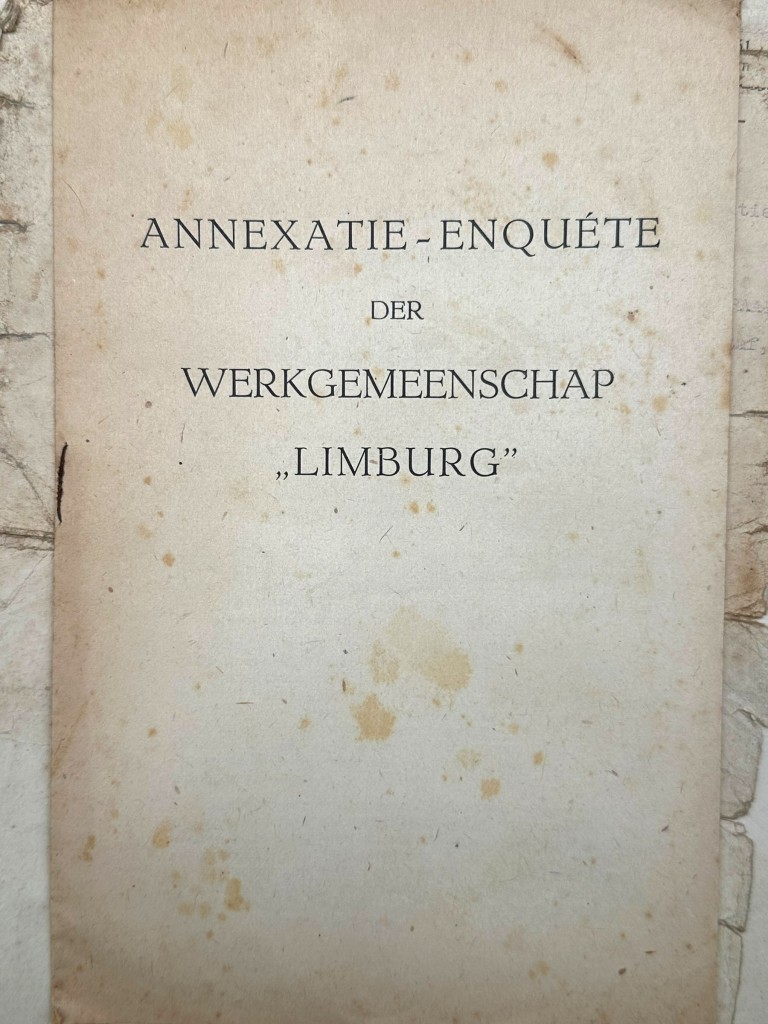 ANNEXATIE-ENQUÉTE
DER
WERKGEMEENSCHAP
„LIMBURG”